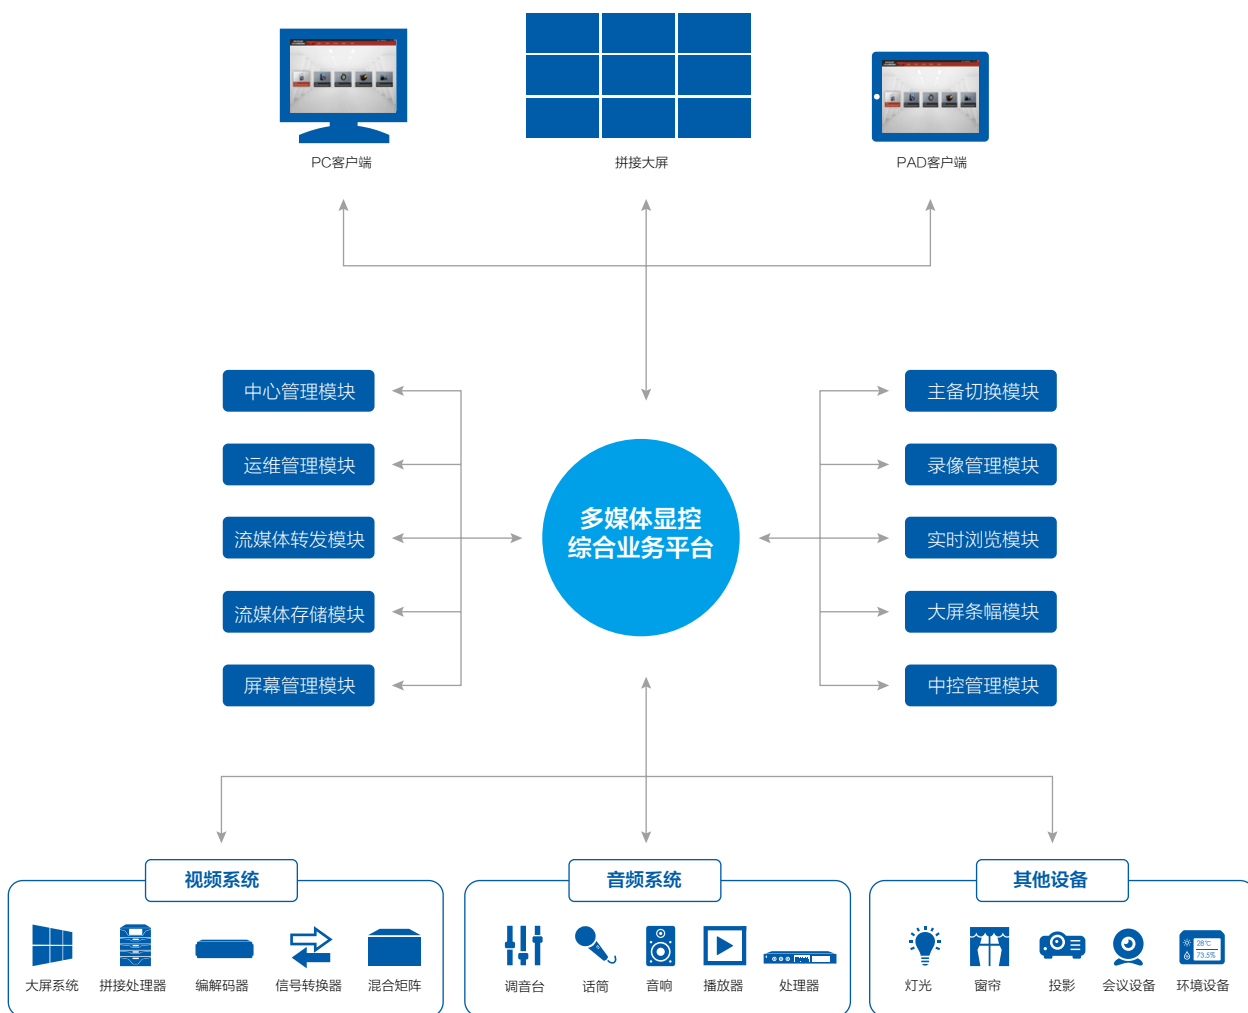 PC客户端
拼接大屏
PAD客户端
中心管理模块
运维管理模块
流媒体转发模块
流媒体存储模块
屏幕管理模块
多媒体显控
综合业务平台
主备切换模块
录像管理模块
实时浏览模块
大屏条幅模块
中控管理模块
视频系统
大屏系统
拼接处理器
编解码器
信号转换器
混合矩阵
音频系统
调音台
话筒
音响
播放器
处理器
其他设备
28℃
73.5%
灯光
窗帘
投影
会议设备
环境设备